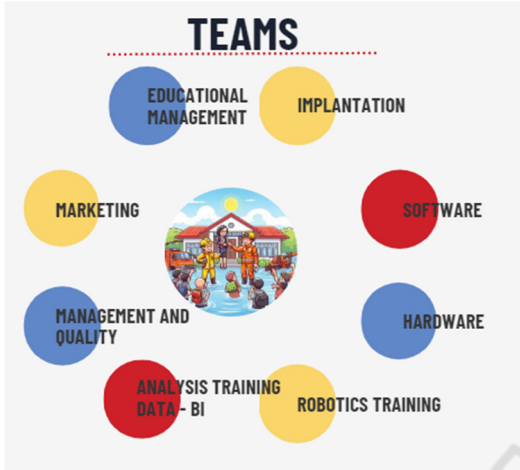 TEAMS
EDUCATIONAL
MANAGEMENT
IMPLANTATION
MARKETING
SOFTWARE
MANAGEMENT AND
QUALITY
HARDWARE
ANALYSIS TRAINING
DATA - BI
ROBOTICS TRAINING